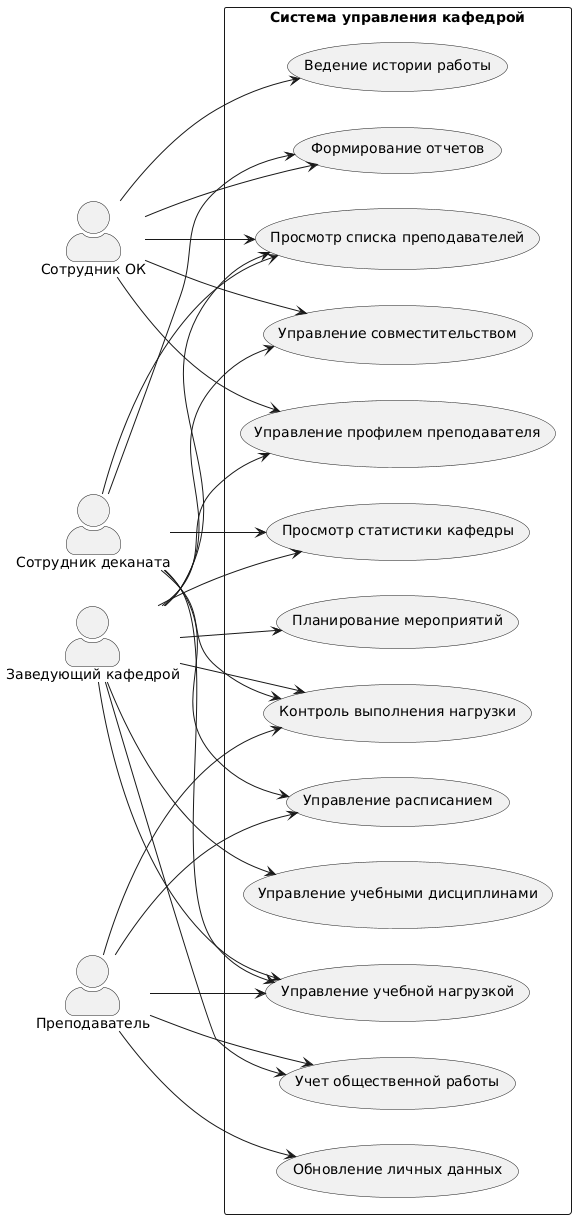 Система управления кафедрой
Ведение истории работы
Формирование отчетов
Просмотр списка преподавателей
Сотрудник ОК
Управление совместительством
Управление профилем преподавателя
Просмотр статистики кафедры
Сотрудник деканата
Планирование мероприятий
Заведующий кафедрой
Контроль выполнения нагрузки
Управление расписанием
Управление учебными дисциплинами
Управление учебной нагрузкой
Преподаватель
Учет общественной работы
Обновление личных данных